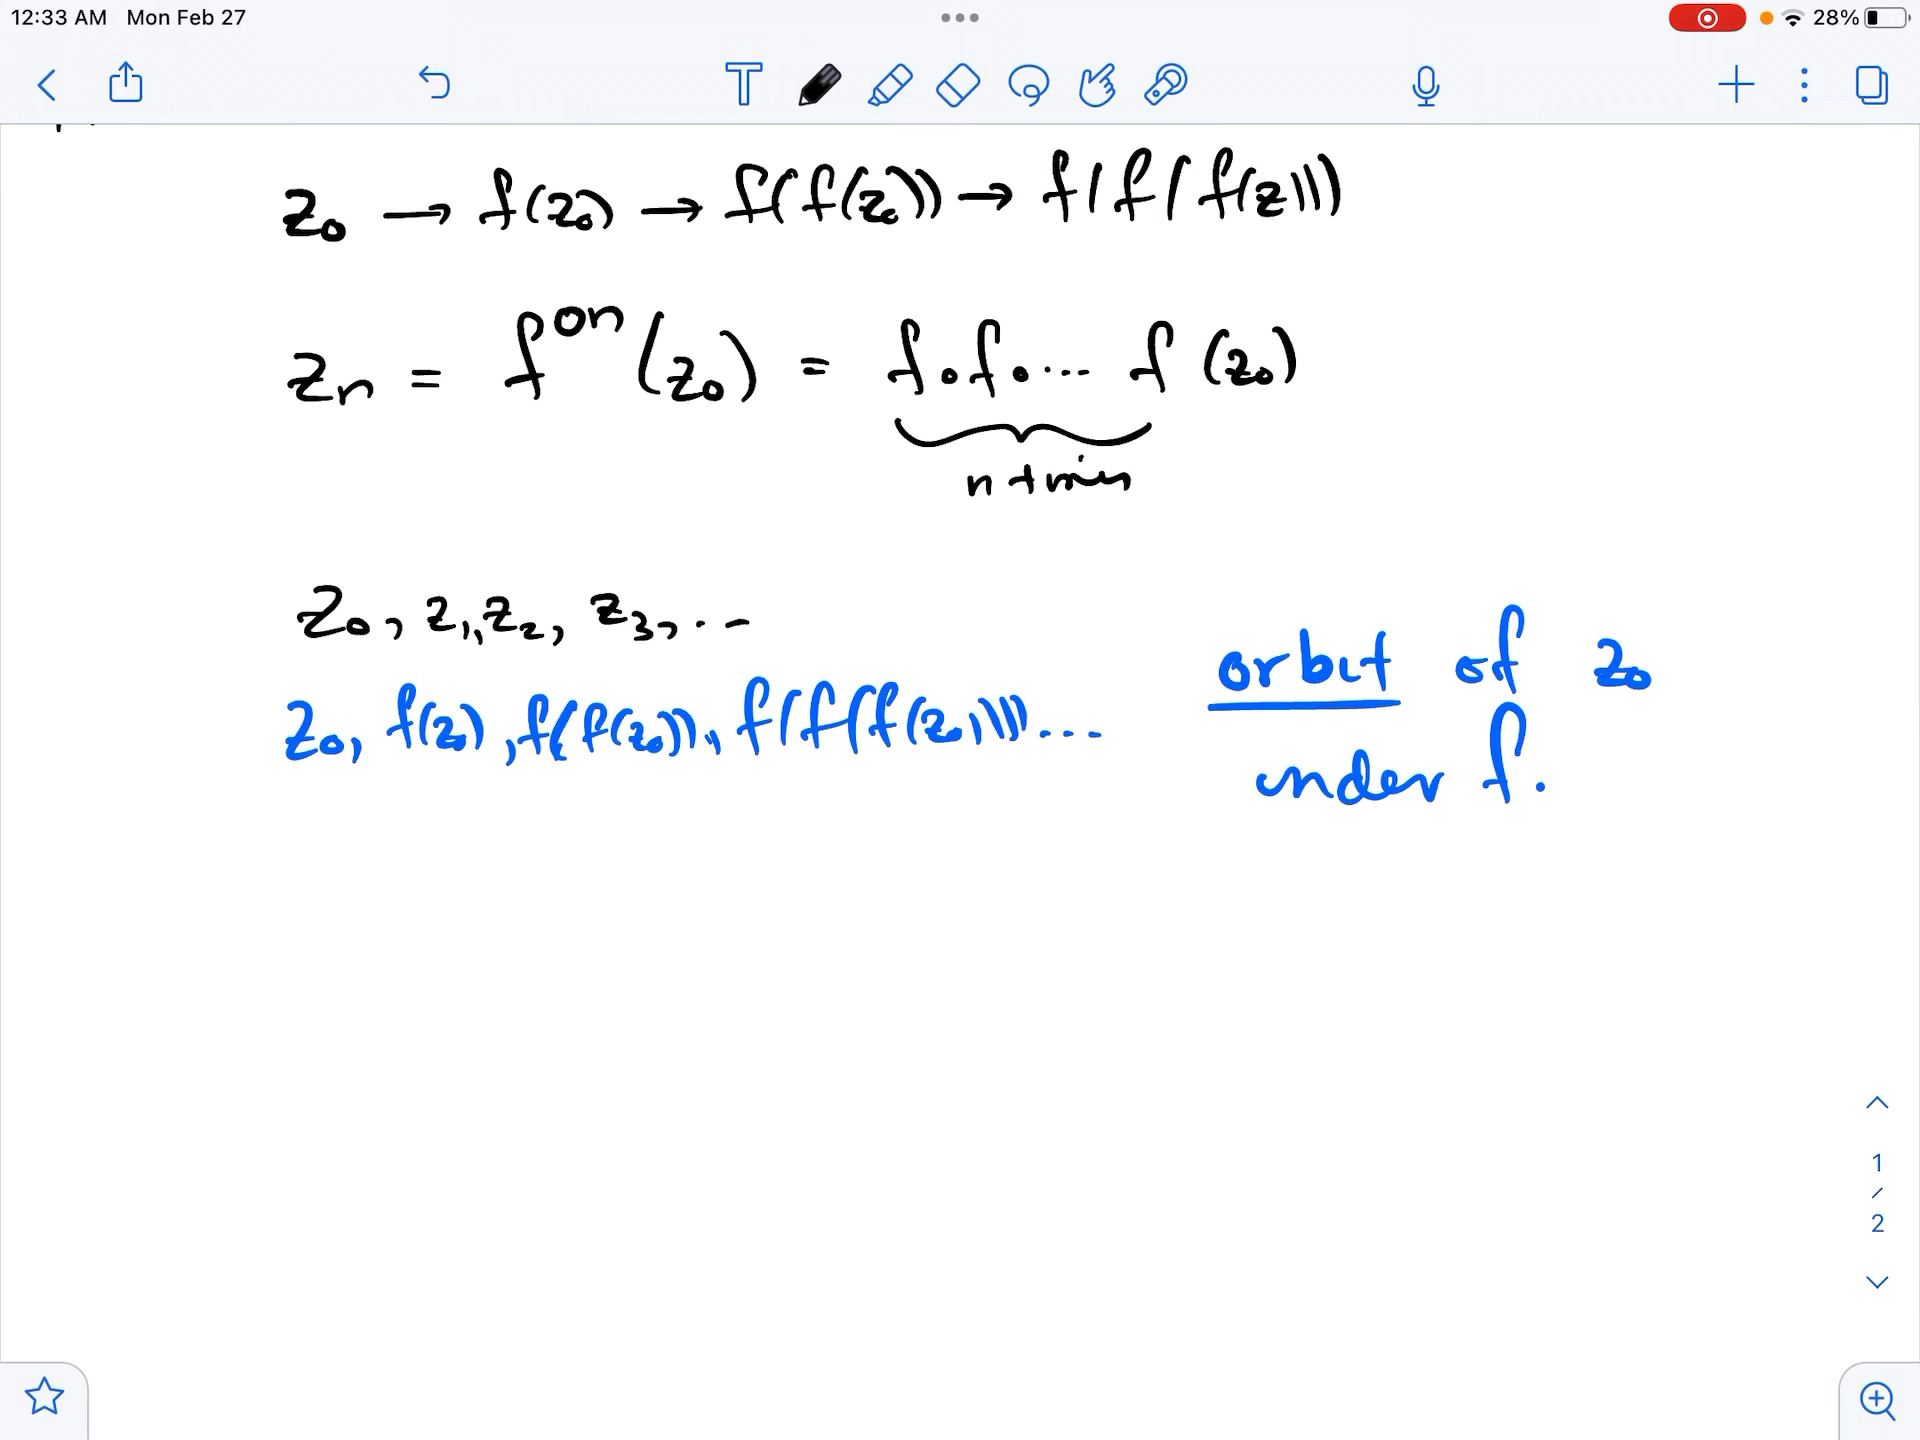 12:33 AM Mon Feb 27 28%
z₀ → f(z₀) → f(f(z₀)) → f(f(f(z)))
zₙ = f^{∘n}(z₀) = f∘f∘... f (z₀)
n times
z₀, z₁, z₂, z₃, ...
z₀, f(z₀), f(f(z₀)), f(f(f(z₀)))...
orbit of z₀
under f.
1
/
2